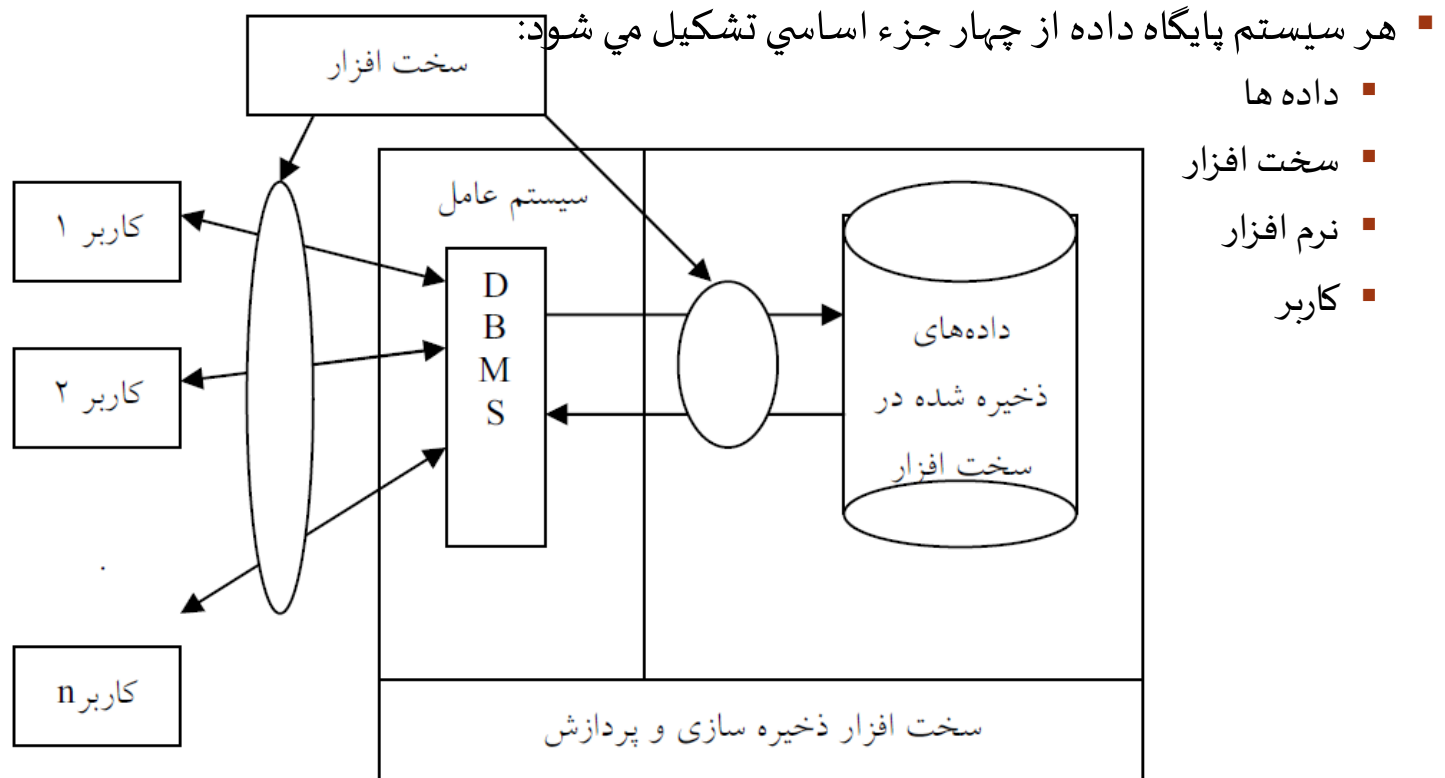 هر سيستم پايگاه داده از چهار جزء اساسي تشكيل مي شود:
داده ها
سخت افزار
نرم افزار
كاربر
سخت افزار
کاربر ۱
کاربر ۲
.
کاربر n
سیستم عامل
D
B
M
S
داده‌های
ذخیره شده در
سخت افزار
سخت افزار ذخیره سازی و پردازش